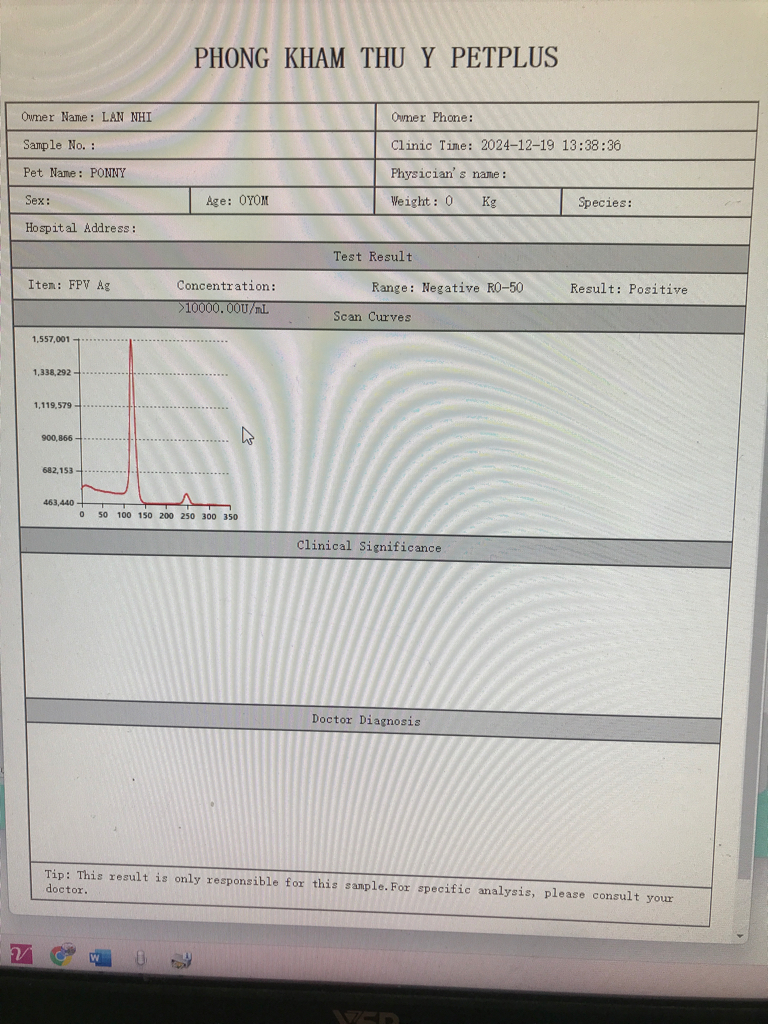 PHONG KHAM THU Y PETPLUS
Owner Name: LAN NHI
Owner Phone:
Sample No.:
Clinic Time: 2024-12-19 13:38:36
Pet Name: PONNY
Physician's name:
Sex:
Age: 0Y0M
Weight: 0 Kg
Species:
Hospital Address:
Test Result
Item: FPV Ag
Concentration:
>10000.00U/mL
Range: Negative R0-50
Result: Positive
Scan Curves
1,557,001
1,338,292
1,119,579
900,866
682,153
463,440
0 50 100 150 200 250 300 350
Clinical Significance
Doctor Diagnosis
Tip: This result is only responsible for this sample.For specific analysis, please consult your
doctor.